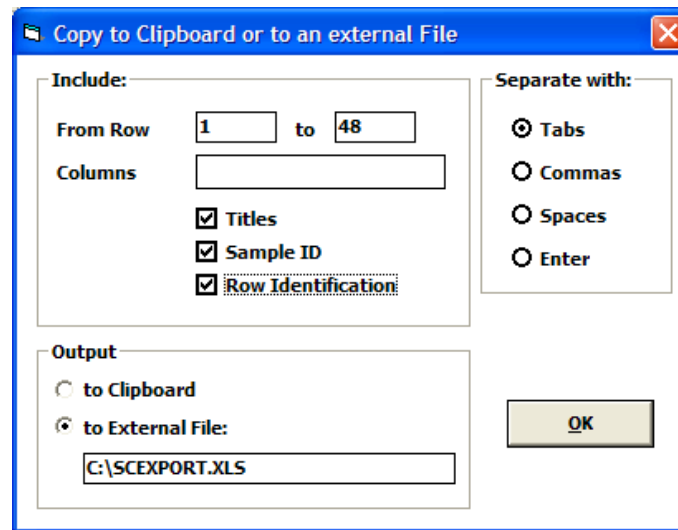 Copy to Clipboard or to an external File
Include:
From Row 1 to 48
Columns
Titles
Sample ID
Row Identification
Separate with:
Tabs
Commas
Spaces
Enter
Output
to Clipboard
to External File:
C:\SCEXPORT.XLS
OK